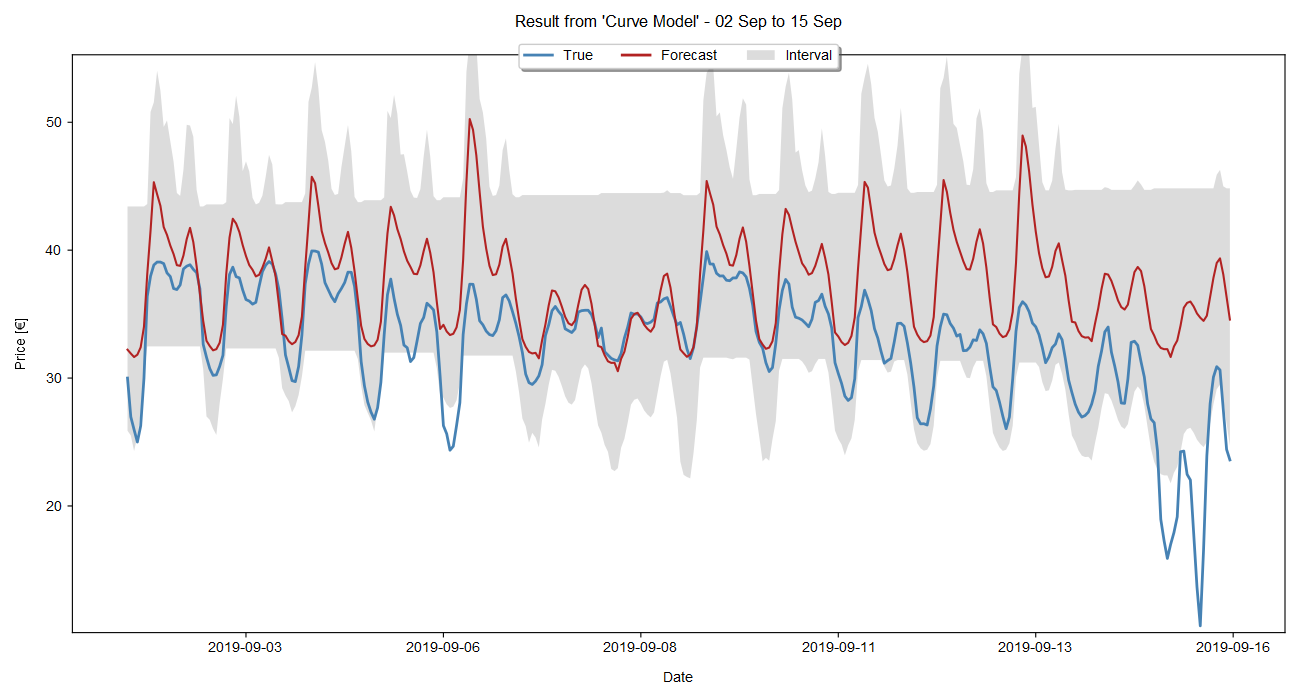 Result from 'Curve Model' - 02 Sep to 15 Sep
True Forecast Interval
50
40
30
20
Price [€]
2019-09-03 2019-09-06 2019-09-08 2019-09-11 2019-09-13 2019-09-16
Date